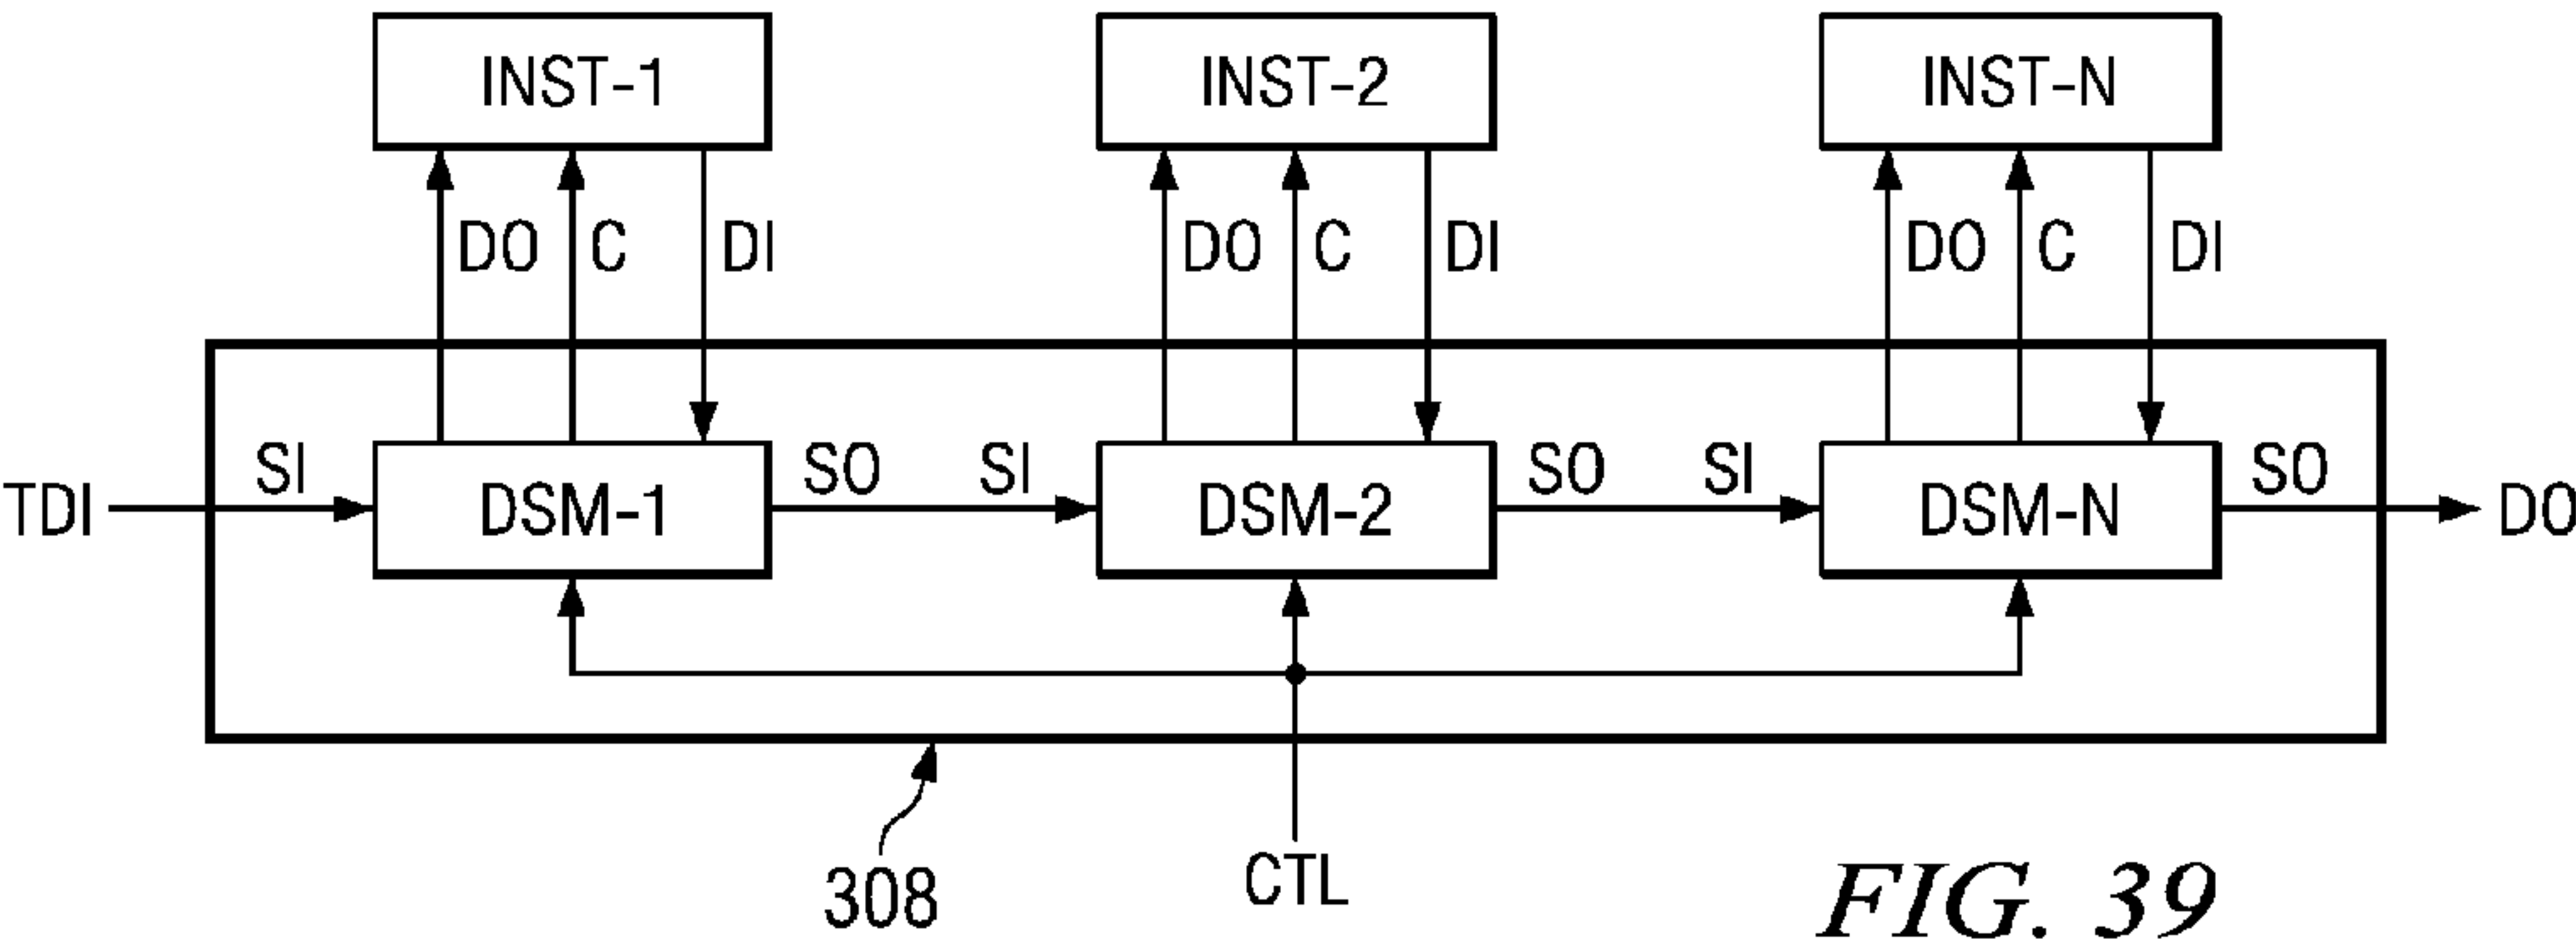 INST-1 INST-2 INST-N
DO C DI DO C DI DO C DI
TDI SI DSM-1 SO SI DSM-2 SO SI DSM-N SO DO
308 CTL FIG. 39